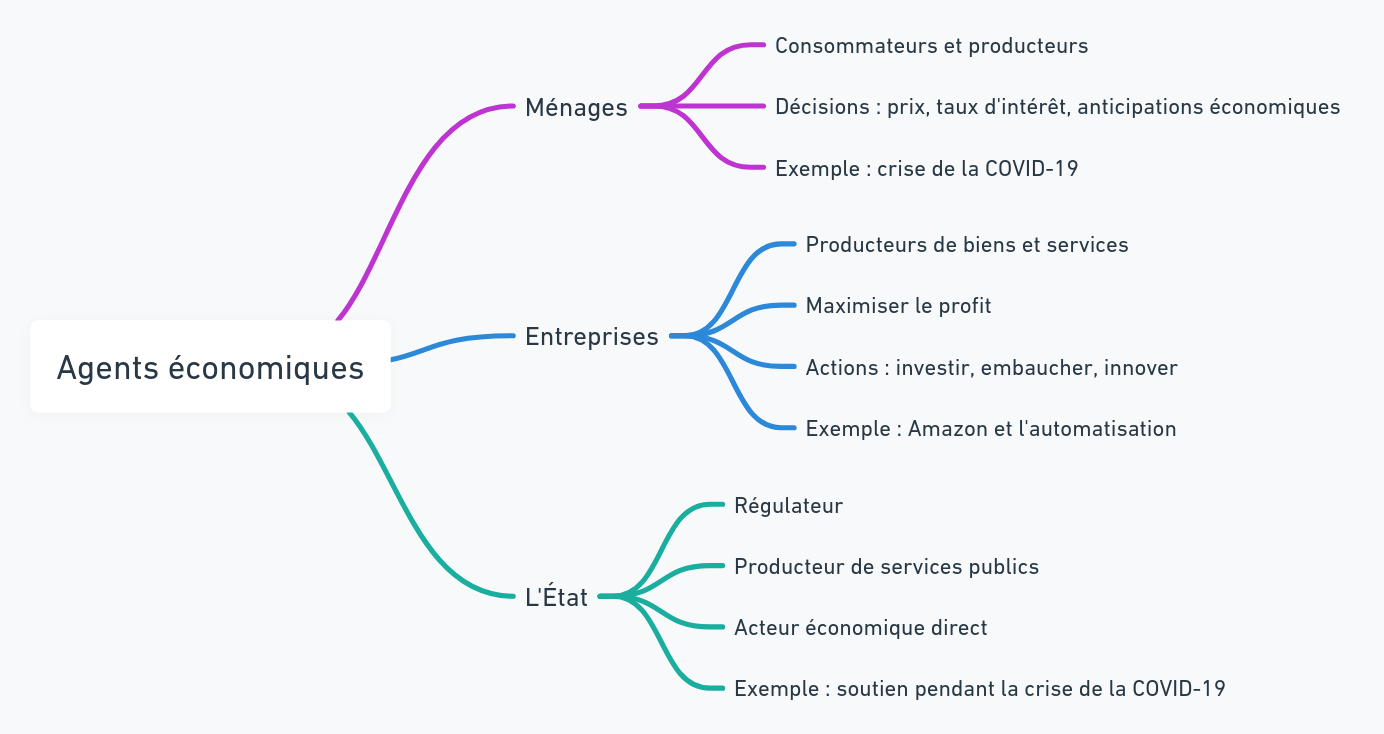 Agents économiques
Ménages
Consommateurs et producteurs
Décisions : prix, taux d'intérêt, anticipations économiques
Exemple : crise de la COVID-19
Entreprises
Producteurs de biens et services
Maximiser le profit
Actions : investir, embaucher, innover
Exemple : Amazon et l'automatisation
L'État
Régulateur
Producteur de services publics
Acteur économique direct
Exemple : soutien pendant la crise de la COVID-19